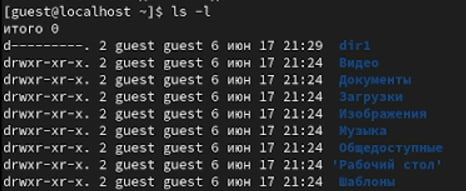 [guest@localhost ~]$ ls -l
итого 0
d---------. 2 guest guest 6 июн 17 21:29  dir1
drwxr-xr-x. 2 guest guest 6 июн 17 21:24  Видео
drwxr-xr-x. 2 guest guest 6 июн 17 21:24  Документы
drwxr-xr-x. 2 guest guest 6 июн 17 21:24  Загрузки
drwxr-xr-x. 2 guest guest 6 июн 17 21:24  Изображения
drwxr-xr-x. 2 guest guest 6 июн 17 21:24  Музыка
drwxr-xr-x. 2 guest guest 6 июн 17 21:24  Общедоступные
drwxr-xr-x. 2 guest guest 6 июн 17 21:24 'Рабочий стол'
drwxr-xr-x. 2 guest guest 6 июн 17 21:24  Шаблоны